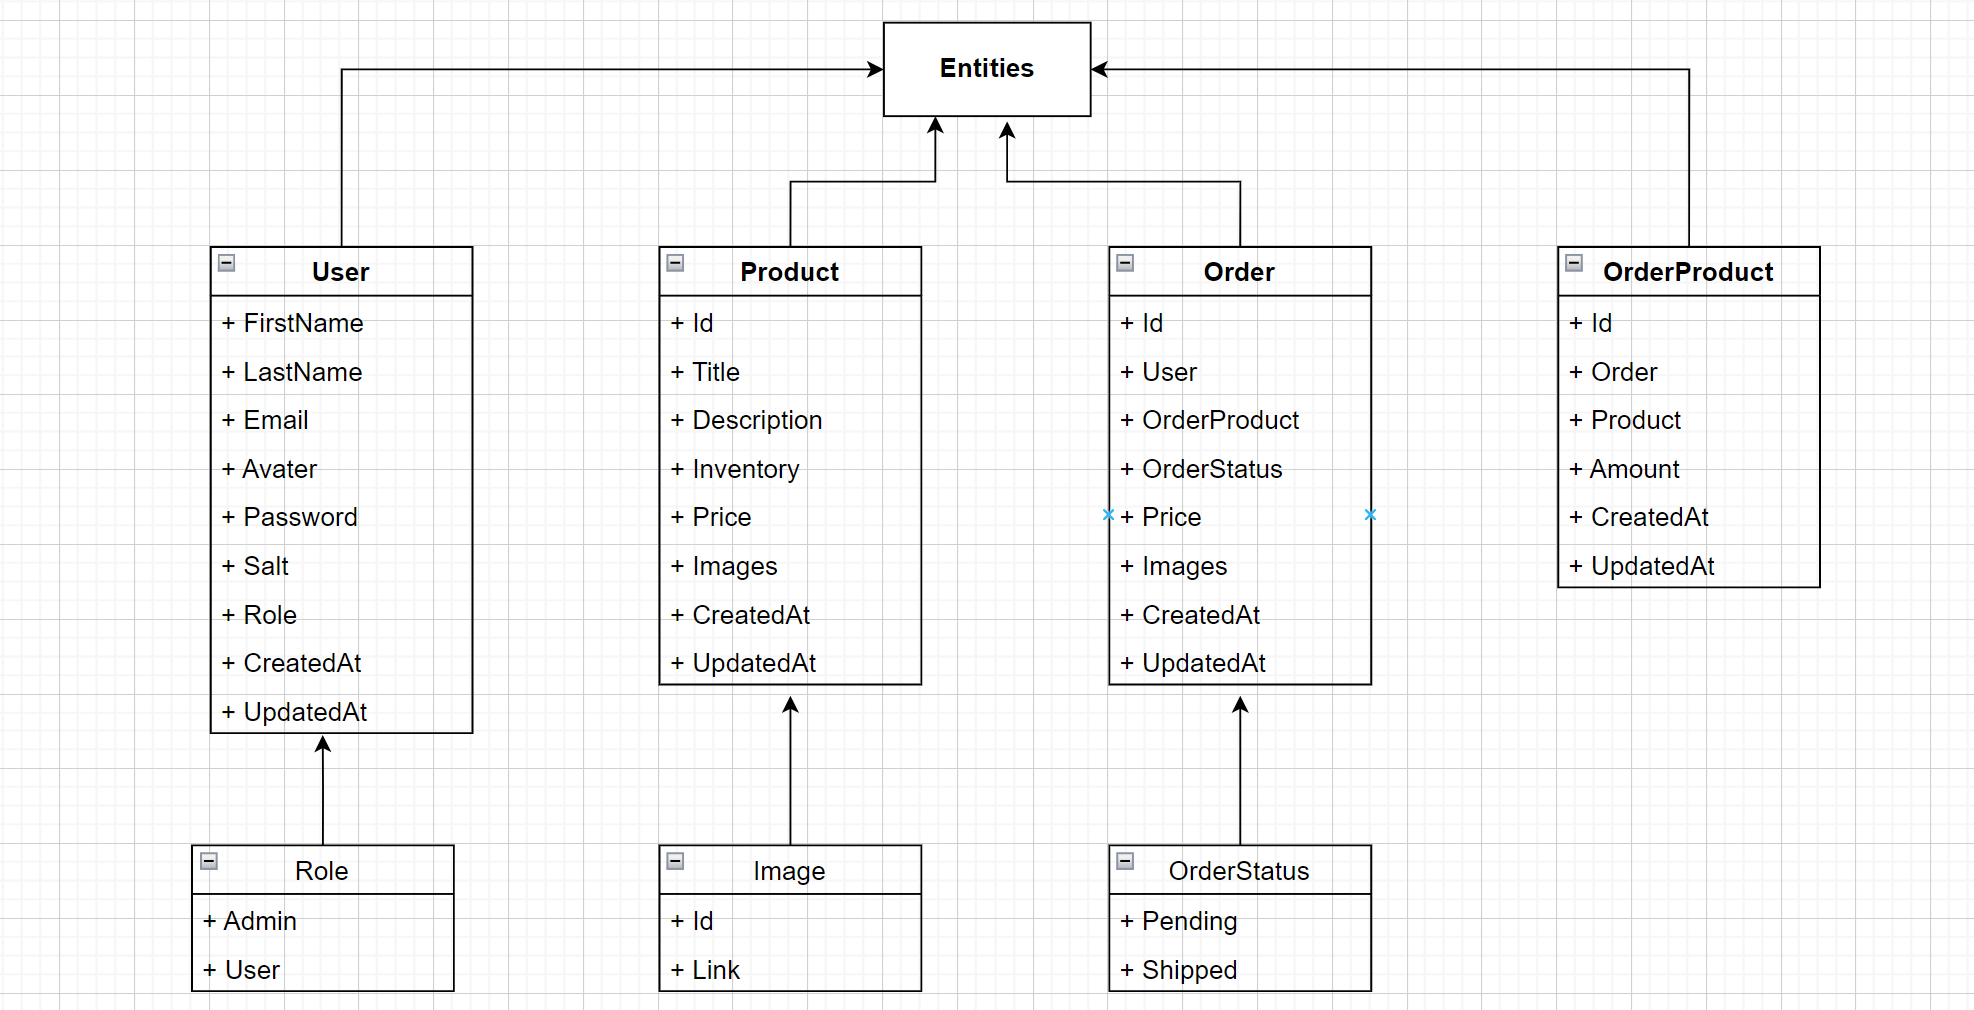 Entities
User
+ FirstName
+ LastName
+ Email
+ Avater
+ Password
+ Salt
+ Role
+ CreatedAt
+ UpdatedAt
Product
+ Id
+ Title
+ Description
+ Inventory
+ Price
+ Images
+ CreatedAt
+ UpdatedAt
Order
+ Id
+ User
+ OrderProduct
+ OrderStatus
+ Price
+ Images
+ CreatedAt
+ UpdatedAt
OrderProduct
+ Id
+ Order
+ Product
+ Amount
+ CreatedAt
+ UpdatedAt
Role
+ Admin
+ User
Image
+ Id
+ Link
OrderStatus
+ Pending
+ Shipped